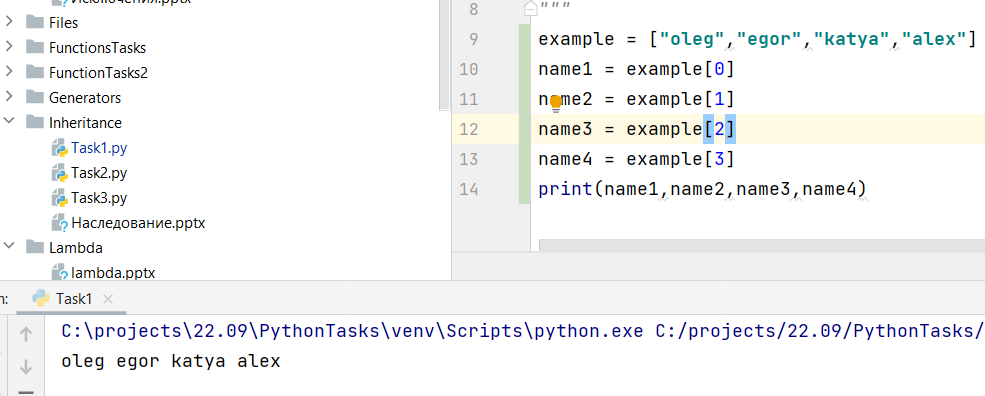 Исключения.pptx
Files
FunctionsTasks
FunctionTasks2
Generators
Inheritance
Task1.py
Task2.py
Task3.py
Наследование.pptx
Lambda
lambda.pptx
8 """
9 example = ["oleg","egor","katya","alex"]
10 name1 = example[0]
11 name2 = example[1]
12 name3 = example[2]
13 name4 = example[3]
14 print(name1,name2,name3,name4)
Task1
C:\projects\22.09\PythonTasks\venv\Scripts\python.exe C:/projects/22.09/PythonTasks/
oleg egor katya alex